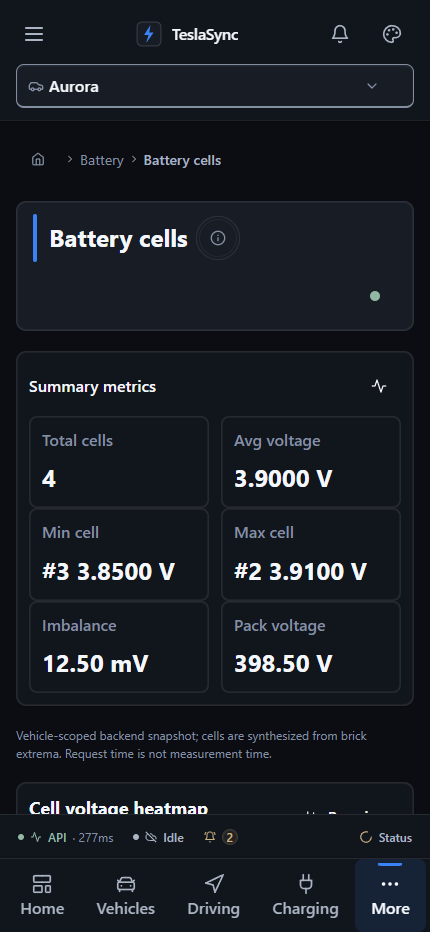 TeslaSync
Aurora
Battery
Battery cells
Battery cells
Summary metrics
Total cells
4
Avg voltage
3.9000 V
Min cell
#3 3.8500 V
Max cell
#2 3.9100 V
Imbalance
12.50 mV
Pack voltage
398.50 V
Vehicle-scoped backend snapshot; cells are synthesized from brick
extrema. Request time is not measurement time.
Cell voltage heatmap
API · 277ms
Idle
2
Status
Home
Vehicles
Driving
Charging
More